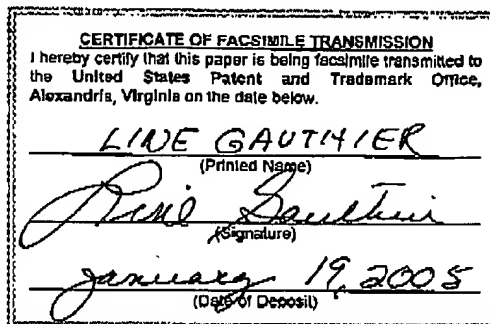 CERTIFICATE OF FACSIMILE TRANSMISSION
I hereby certify that this paper is being facsimile transmitted to
the United States Patent and Trademark Office,
Alexandria, Virginia on the date below.
LINE GAUTHIER
(Printed Name)
Gauthier
(Signature)
January 19, 2005
(Date of Deposit)